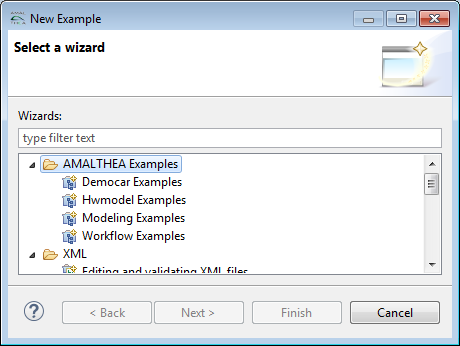 New Example
Select a wizard
Wizards:
type filter text
AMALTHEA Examples
Democar Examples
Hwmodel Examples
Modeling Examples
Workflow Examples
XML
Editing and validating XML files
?
< Back
Next >
Finish
Cancel